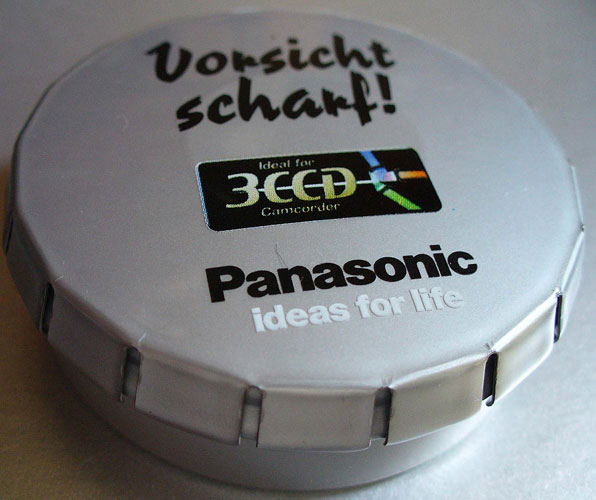 Vorsicht
scharf!
Ideal for
3CCD
Camcorder
Panasonic
ideas for life